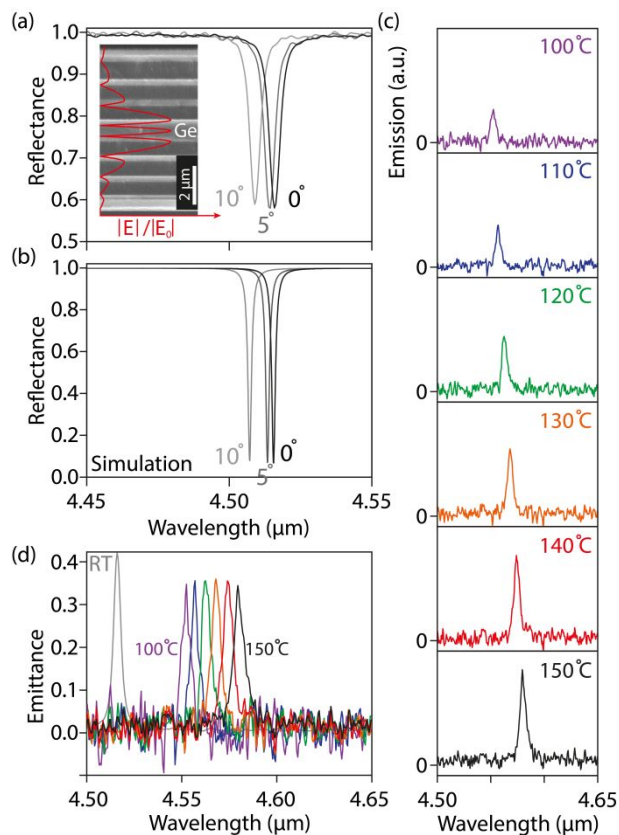 (a)
1.0
0.9
0.8
0.7
0.6
0.5
Reflectance
Ge
2 µm
|E|/|E₀|
10°
5°
0°
(b)
1.0
0.8
0.6
0.4
0.2
0.0
Reflectance
Simulation
10°
5°
0°
4.45
4.50
4.55
Wavelength (µm)
(c)
Emission (a.u.)
100°C
0
110°C
0
120°C
0
130°C
0
140°C
0
150°C
0
4.50
4.65
Wavelength (µm)
(d)
0.4
0.3
0.2
0.1
0.0
Emittance
RT
100°C
150°C
4.50
4.55
4.60
4.65
Wavelength (µm)